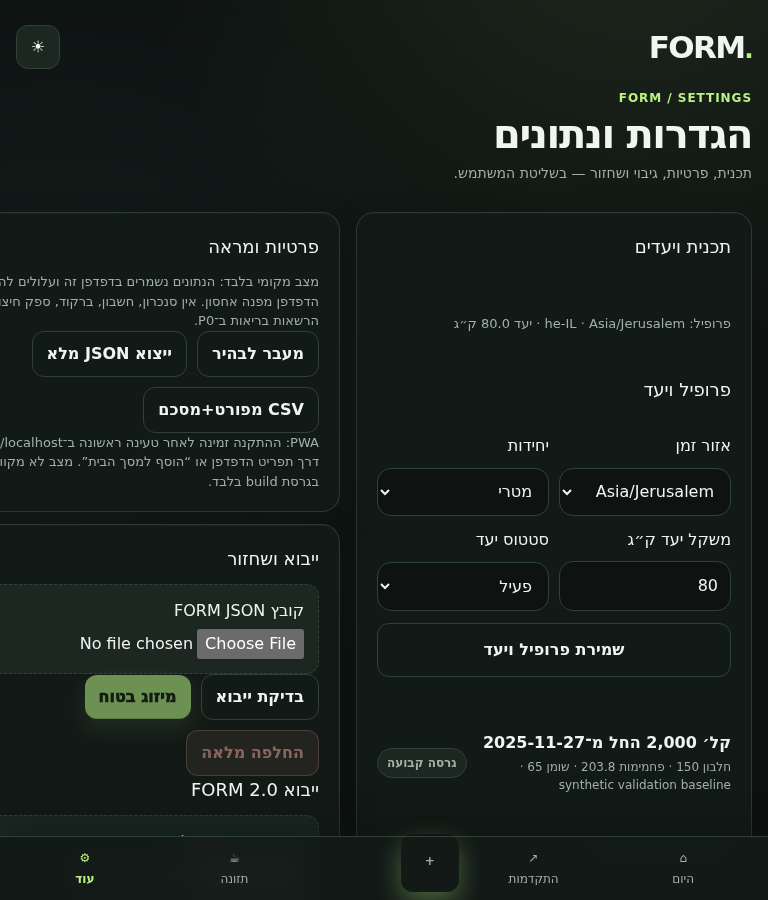 FORM.
☀
FORM / SETTINGS
הגדרות ונתונים
תכנית, פרטיות, גיבוי ושחזור — בשליטת המשתמש.
תכנית ויעדים
פרופיל: Asia/Jerusalem · he-IL · יעד 80.0 ק״ג
פרופיל ויעד
אזור זמן
יחידות
Asia/Jerusalem
מטרי
משקל יעד ק״ג
סטטוס יעד
80
פעיל
שמירת פרופיל ויעד
2,000 קל׳ החל מ־2025-11-27
חלבון 150 · פחמימות 203.8 · שומן 65 ·
synthetic validation baseline
גרסה קבועה
פרטיות ומראה
מצב מקומי בלבד: הנתונים נשמרים בדפדפן זה ועלולים
הדפדפן מפנה אחסון. אין סנכרון, חשבון, ברקוד, ספק
הרשאות בריאות ב־P0.
מעבר לבהיר
ייצוא JSON מלא
CSV מפורט+מסכם
PWA: ההתקנה זמינה לאחר טעינה ראשונה ב־localhost/
דרך תפריט הדפדפן או “הוסף למסך הבית”. מצב לא
בגרסת build בלבד.
ייבוא ושחזור
קובץ FORM JSON
Choose File No file chosen
בדיקת ייבוא
מיזוג בטוח
החלפה מלאה
ייבוא FORM 2.0
היום
התקדמות
+
תזונה
עוד